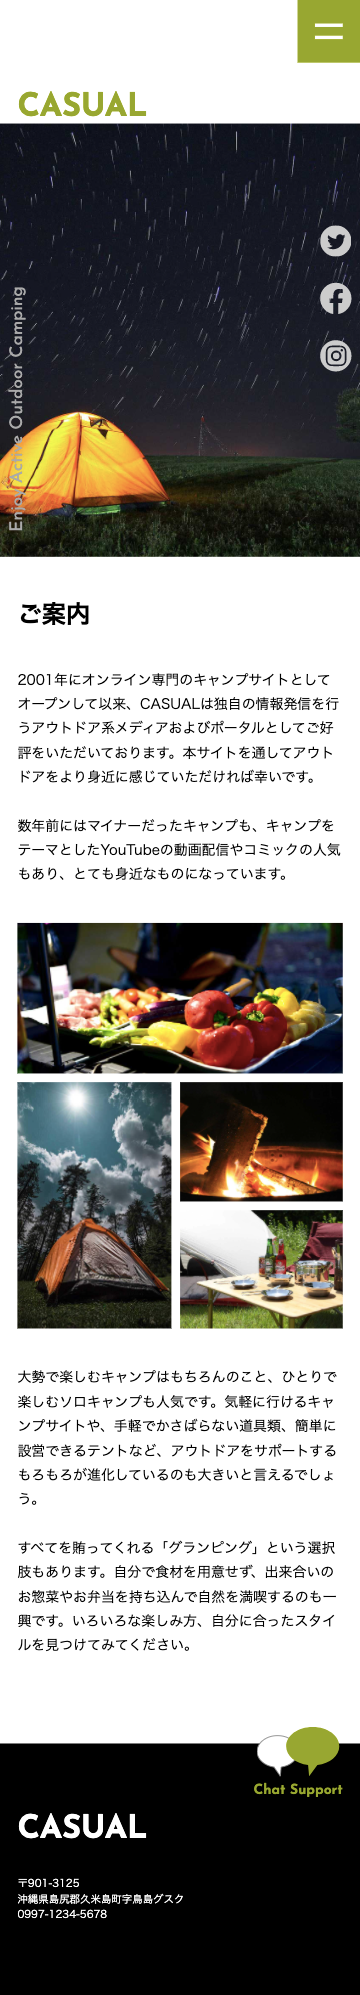 CASUAL
Enjoy Active Outdoor Camping
ご案内
2001年にオンライン専門のキャンプサイトとして
オープンして以来、CASUALは独自の情報発信を行
うアウトドア系メディアおよびポータルとしてご好
評をいただいております。本サイトを通してアウト
ドアをより身近に感じていただければ幸いです。
数年前にはマイナーだったキャンプも、キャンプを
テーマとしたYouTubeの動画配信やコミックの人気
もあり、とても身近なものになっています。
大勢で楽しむキャンプはもちろんのこと、ひとりで
楽しむソロキャンプも人気です。気軽に行けるキャ
ンプサイトや、手軽でかさばらない道具類、簡単に
設営できるテントなど、アウトドアをサポートする
もろもろが進化しているのも大きいと言えるでしょ
う。
すべてを賄ってくれる「グランピング」という選択
肢もあります。自分で食材を用意せず、出来合いの
お惣菜やお弁当を持ち込んで自然を満喫するのも一
興です。いろいろな楽しみ方、自分に合ったスタイ
ルを見つけてみてください。
Chat Support
CASUAL
〒901-3125
沖縄県島尻郡久米島町字鳥島グスク
0997-1234-5678